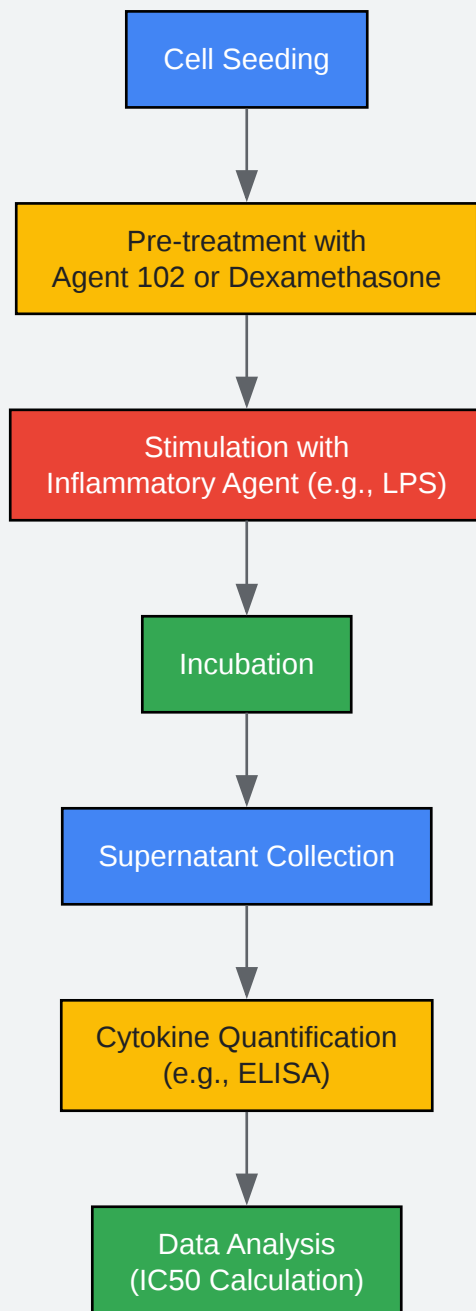 Cell Seeding
Pre-treatment with
Agent 102 or Dexamethasone
Stimulation with
Inflammatory Agent (e.g., LPS)
Incubation
Supernatant Collection
Cytokine Quantification
(e.g., ELISA)
Data Analysis
(IC50 Calculation)